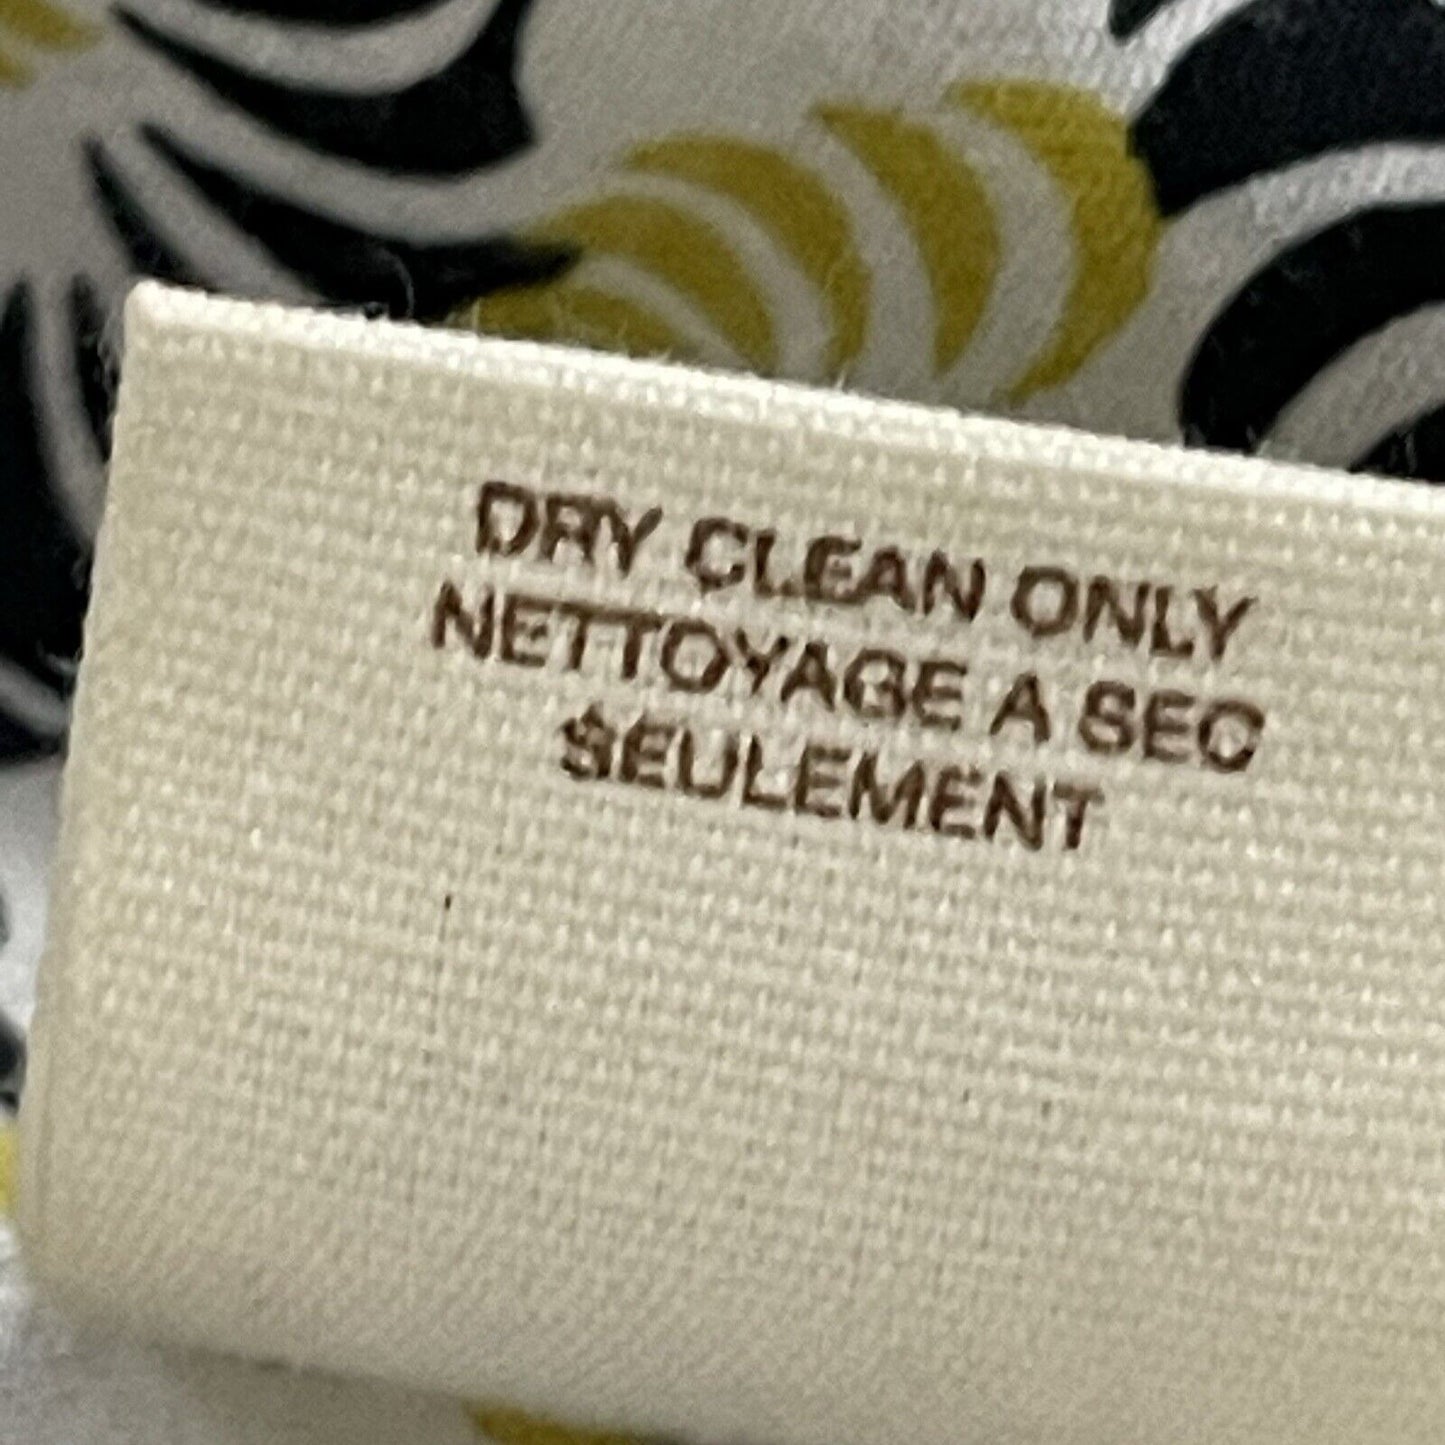 DRY CLEAN ONLY
NETTOYAGE A SEC
SEULEMENT